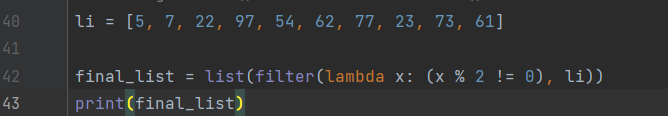 40 li = [5, 7, 22, 97, 54, 62, 77, 23, 73, 61]
41
42 final_list = list(filter(lambda x: (x % 2 != 0), li))
43 print(final_list)